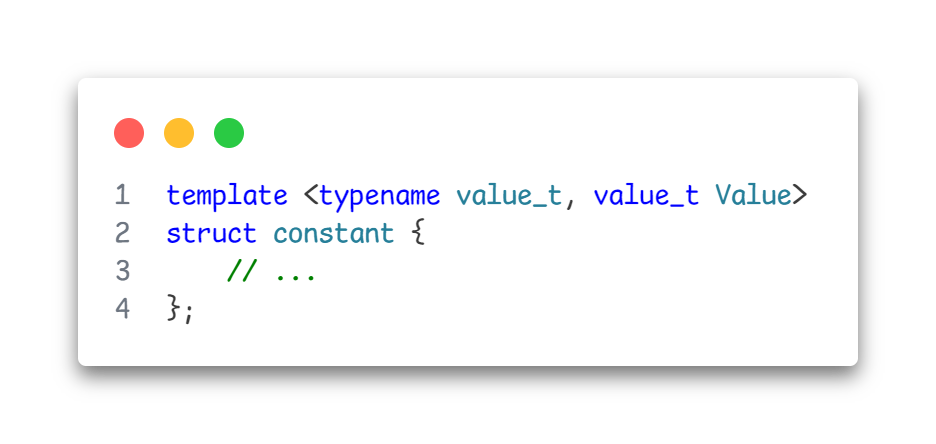 1 template <typename value_t, value_t Value>
2 struct constant {
3     // ...
4 };